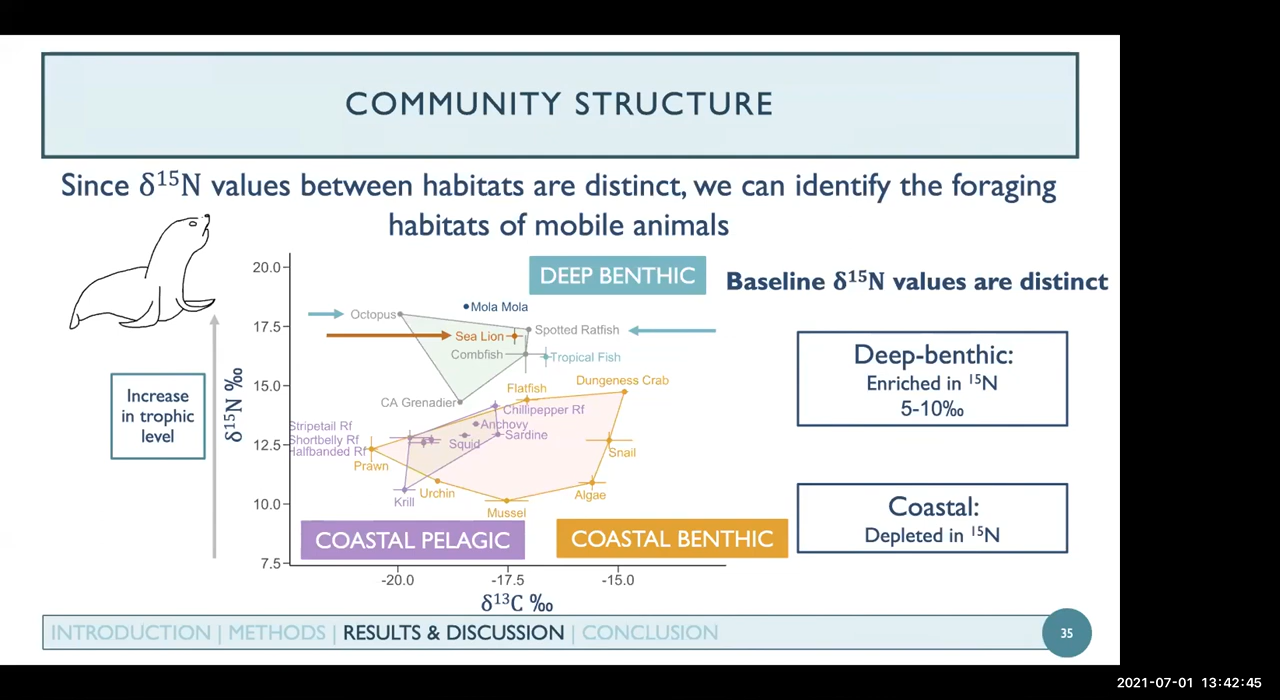 COMMUNITY STRUCTURE
Since δ¹⁵N values between habitats are distinct, we can identify the foraging
habitats of mobile animals
Increase
in trophic
level
δ¹⁵N ‰
20.0
17.5
15.0
12.5
10.0
7.5
DEEP BENTHIC
Mola Mola
Octopus
Spotted Ratfish
Sea Lion
Combfish
Tropical Fish
CA Grenadier
Flatfish
Dungeness Crab
Chillipepper Rf
Stripetail Rf
Anchovy
Shortbelly Rf
Squid
Sardine
Halfbanded Rf
Snail
Prawn
Krill
Urchin
Algae
Mussel
COASTAL PELAGIC
COASTAL BENTHIC
-20.0
-17.5
-15.0
δ¹³C ‰
Baseline δ¹⁵N values are distinct
Deep-benthic:
Enriched in ¹⁵N
5-10‰
Coastal:
Depleted in ¹⁵N
INTRODUCTION | METHODS | RESULTS & DISCUSSION | CONCLUSION
35
2021-07-01 13:42:45